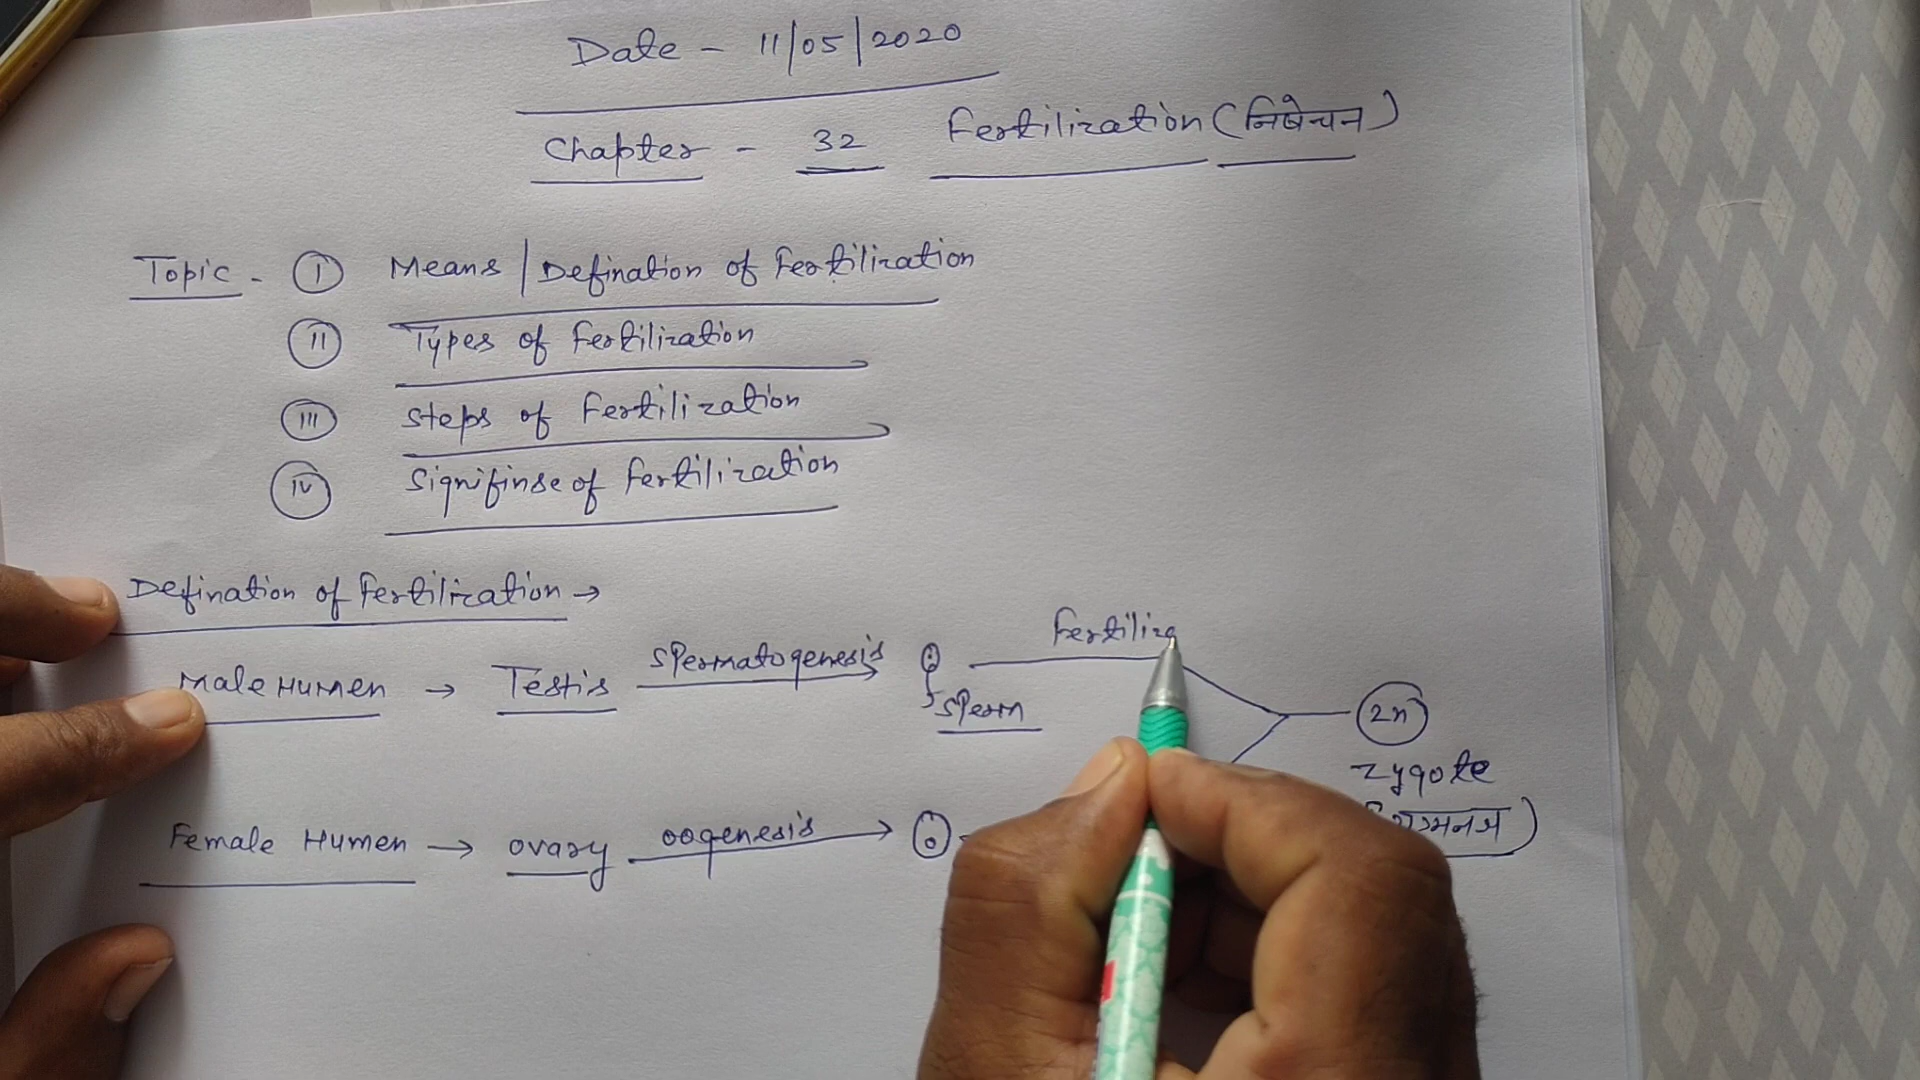 Date - 11/05/2020
Chapter - 32 Fertilization (निषेचन)
Topic - I Means / Defination of Fertilization
II Types of Fertilization
III Steps of Fertilization
IV Signifinse of Fertilization
Defination of Fertilization →
Male Humen → Testis spermatogenesis Sperm Fertiliza 2n
Zygote
Female Humen → ovary oogenesis →